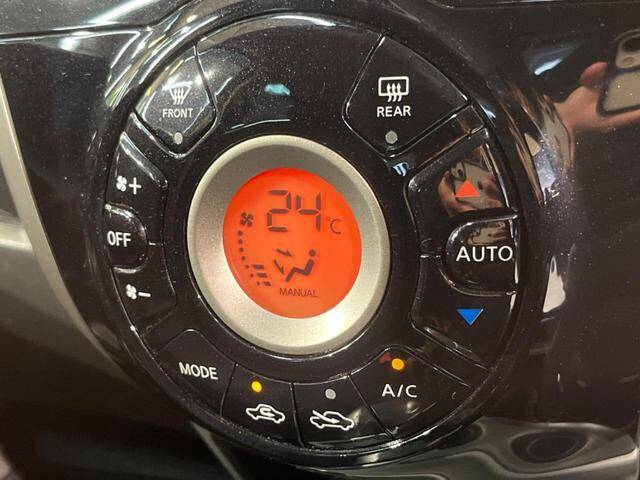 FRONT
REAR
24°C
OFF
AUTO
MANUAL
MODE
A/C